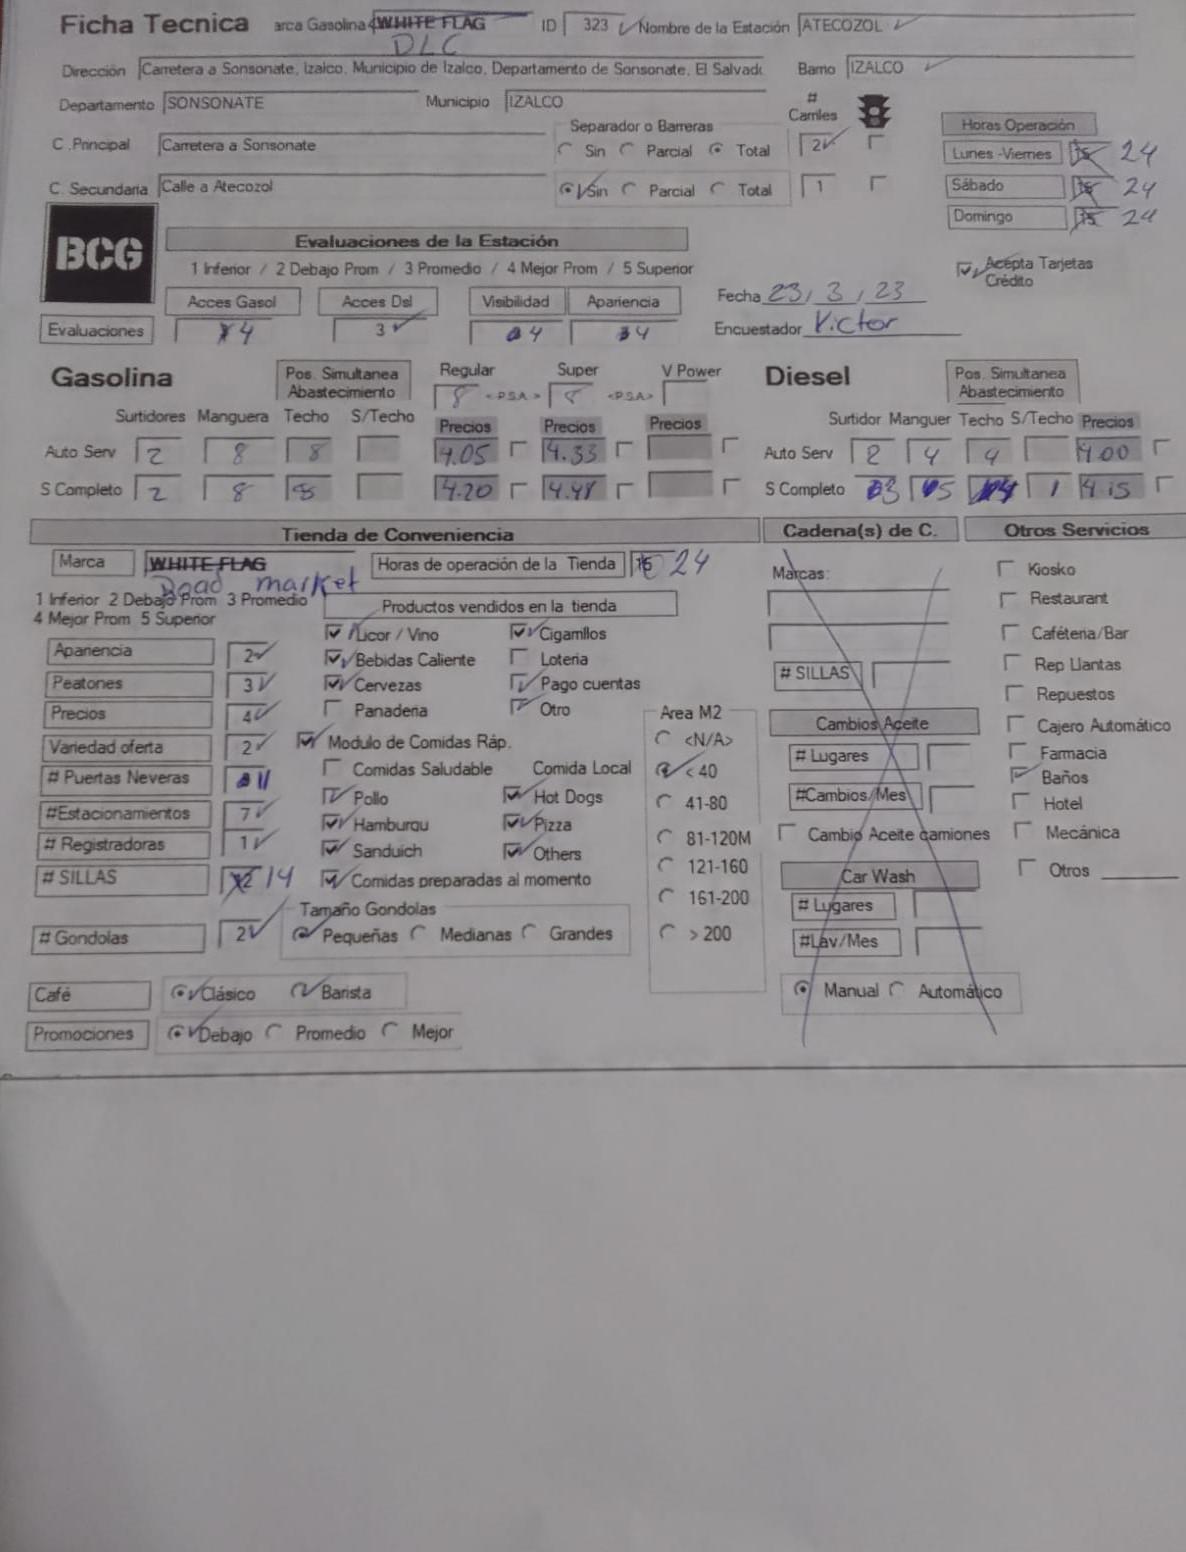 Ficha Tecnica arca Gasolina WHITE FLAG ID 323 Nombre de la Estación ATECOZOL
DLC
Dirección Carretera a Sonsonate, Izalco, Municipio de Izalco, Departamento de Sonsonate, El Salvad Barrio IZALCO
Departamento SONSONATE Municipio IZALCO # Carriles
Separador o Barreras Horas Operación
C .Principal Carretera a Sonsonate Sin Parcial Total 2 Lunes -Viernes 24
C. Secundaria Calle a Atecozol Sin Parcial Total 1 Sábado 24
Domingo 24
BCG
Evaluaciones de la Estación
1 Inferior / 2 Debajo Prom / 3 Promedio / 4 Mejor Prom / 5 Superior Acepta Tarjetas Crédito
Acces Gasol Acces Dsl Visibilidad Apariencia Fecha 23/3/23
Evaluaciones 4 3 4 4 Encuestador Victor
Gasolina Pos. Simultanea Abastecimiento Regular Super V Power Diesel Pos. Simultanea Abastecimiento
8 <P.S.A.> 8 <P.S.A>
Surtidores Manguera Techo S/Techo Precios Precios Precios Surtidor Manguer Techo S/Techo Precios
Auto Serv 2 8 8 4.05 4.33 Auto Serv 2 4 4 4.00
S Completo 2 8 8 4.20 4.48 S Completo 3 5 1 4.15
Tienda de Conveniencia Cadena(s) de C. Otros Servicios
Marca WHITE FLAG Horas de operación de la Tienda 24 Marcas: Kiosko
Road market
1 Inferior 2 Debajo Prom 3 Promedio Productos vendidos en la tienda Restaurant
4 Mejor Prom 5 Superior
Licor / Vino Cigarrillos Cafétería/Bar
Apariencia 2 Bebidas Caliente Lotería Rep Llantas
Peatones 3 Cervezas Pago cuentas # SILLAS Repuestos
Precios 4 Panadería Otro Area M2 Cambios Aceite Cajero Automático
Variedad oferta 2 Modulo de Comidas Ráp. <N/A> # Lugares Farmacia
# Puertas Neveras 11 Comidas Saludable Comida Local < 40 Baños
#Estacionamientos 7 Pollo Hot Dogs 41-80 #Cambios/Mes Hotel
# Registradoras 1 Hamburgu Pizza 81-120M Cambio Aceite camiones Mecánica
Sanduich Others 121-160 Car Wash Otros
# SILLAS 14 Comidas preparadas al momento 161-200 # Lugares
Tamaño Gondolas
# Gondolas 2 Pequeñas Medianas Grandes > 200 #Lav/Mes
Café Clásico Barista Manual Automático
Promociones Debajo Promedio Mejor